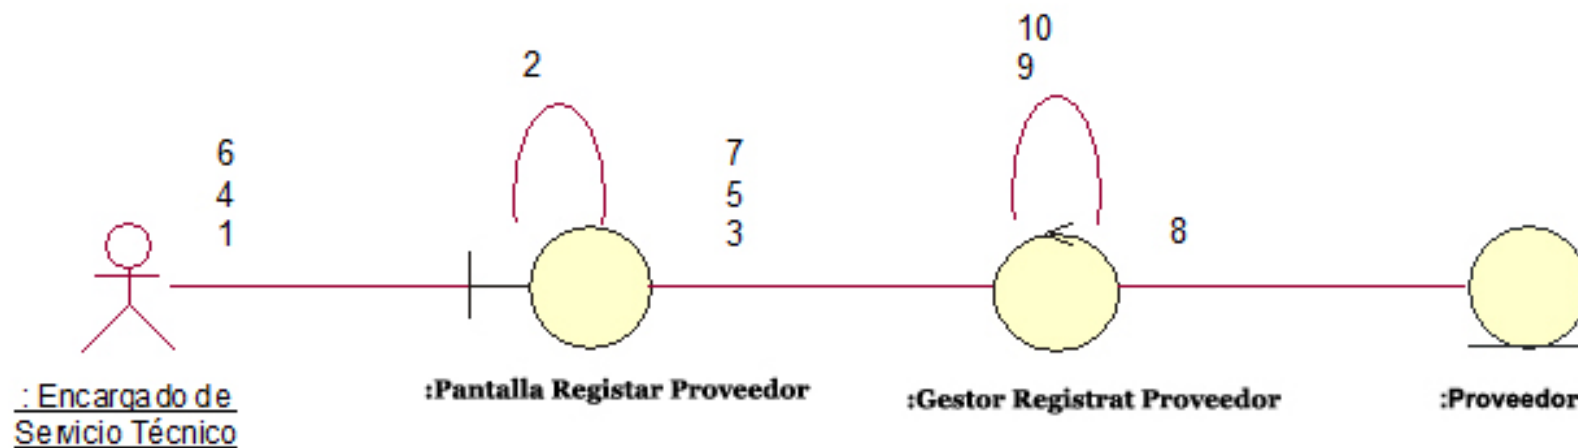 10
2
9
6
7
4
5
1
3
8
: Encargado de
Servicio Técnico
:Pantalla Registar Proveedor
:Gestor Registrat Proveedor
:Proveedor